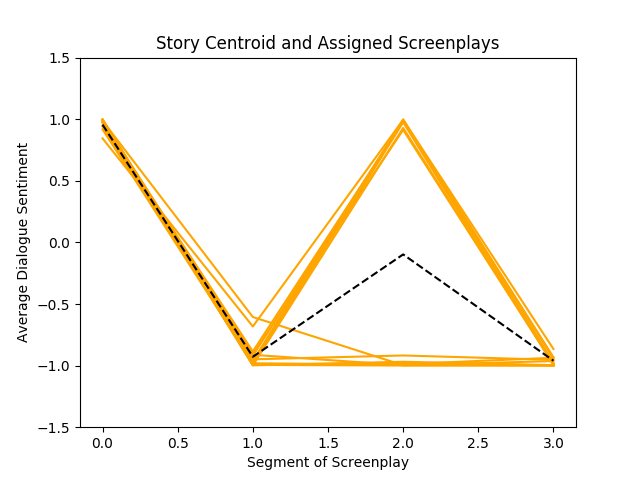 Story Centroid and Assigned Screenplays
1.5
1.0
0.5
0.0
−0.5
−1.0
−1.5
Average Dialogue Sentiment
0.0 0.5 1.0 1.5 2.0 2.5 3.0
Segment of Screenplay